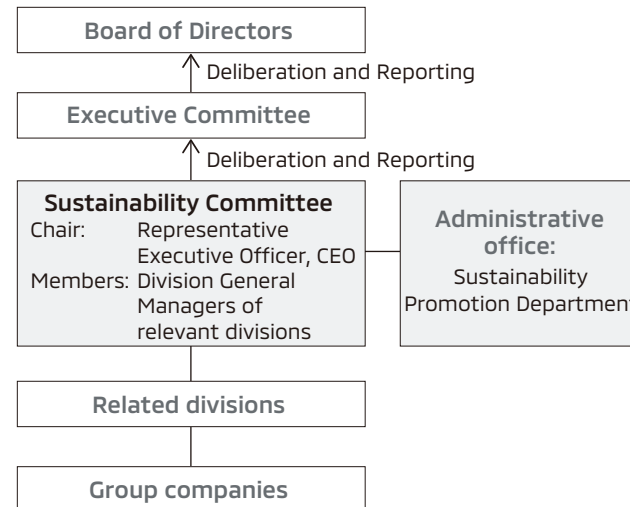 Board of Directors
Deliberation and Reporting
Executive Committee
Deliberation and Reporting
Sustainability Committee
Chair: Representative
Executive Officer, CEO
Members: Division General
Managers of
relevant divisions
Administrative
office:
Sustainability
Promotion Department
Related divisions
Group companies